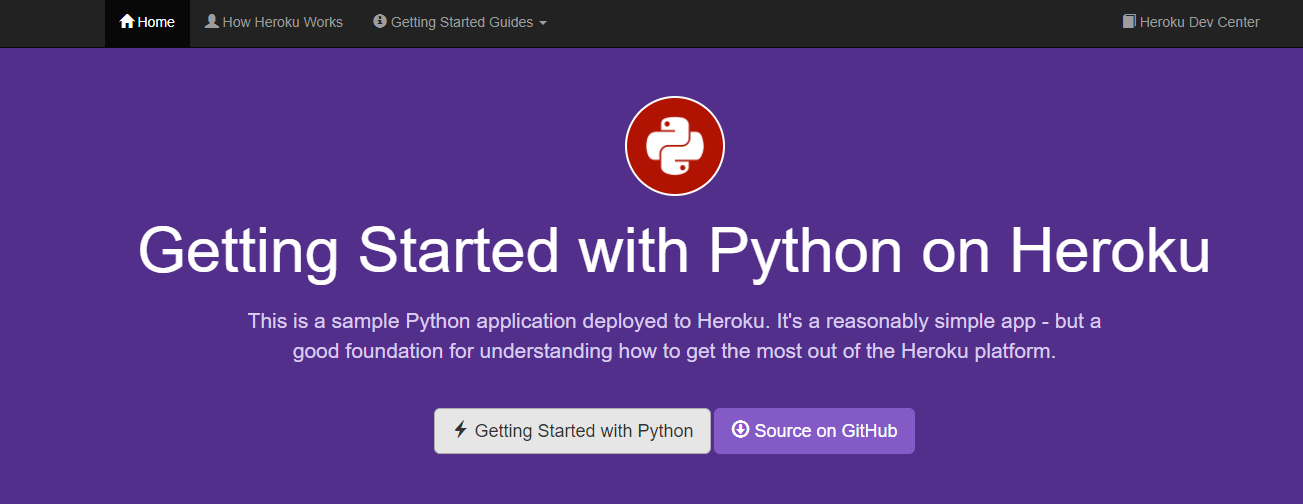 Home How Heroku Works Getting Started Guides Heroku Dev Center
Getting Started with Python on Heroku
This is a sample Python application deployed to Heroku. It's a reasonably simple app - but a
good foundation for understanding how to get the most out of the Heroku platform.
Getting Started with Python Source on GitHub